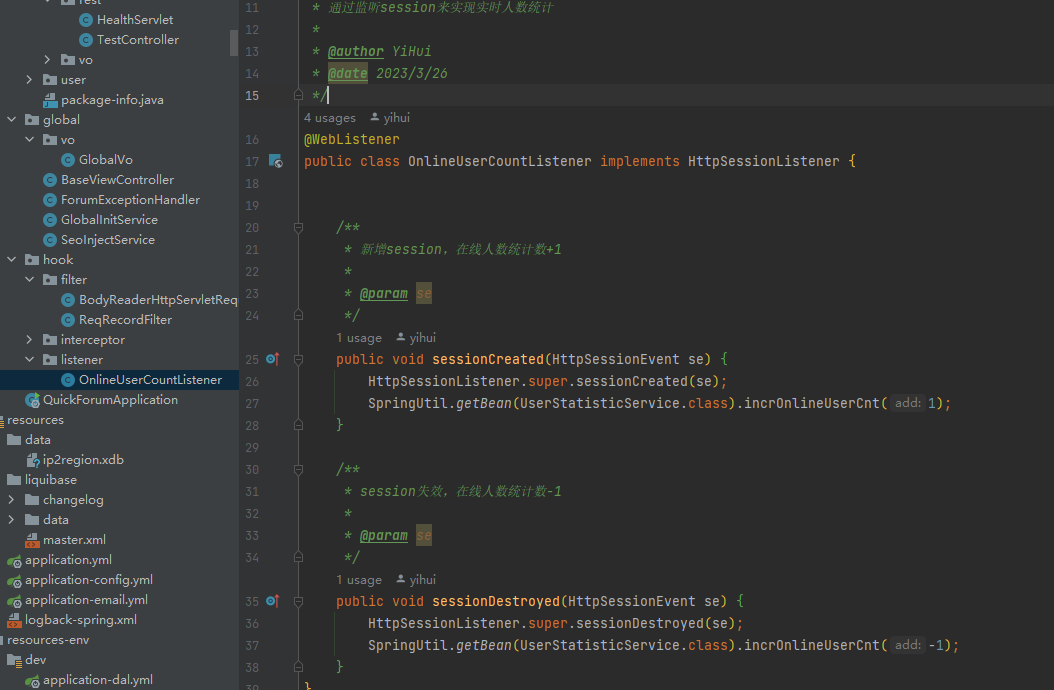 rest
HealthServlet
TestController
vo
user
package-info.java
global
vo
GlobalVo
BaseViewController
ForumExceptionHandler
GlobalInitService
SeoInjectService
hook
filter
BodyReaderHttpServletReq
ReqRecordFilter
interceptor
listener
OnlineUserCountListener
QuickForumApplication
resources
data
ip2region.xdb
liquibase
changelog
data
master.xml
application.yml
application-config.yml
application-email.yml
logback-spring.xml
resources-env
dev
application-dal.yml
11 * 通过监听session来实现实时人数统计
12 *
13 * @author YiHui
14 * @date 2023/3/26
15 */
4 usages yihui
16 @WebListener
17 public class OnlineUserCountListener implements HttpSessionListener {
18
19
20 /**
21 * 新增session，在线人数统计数+1
22 *
23 * @param se
24 */
1 usage yihui
25 public void sessionCreated(HttpSessionEvent se) {
26 HttpSessionListener.super.sessionCreated(se);
27 SpringUtil.getBean(UserStatisticService.class).incrOnlineUserCnt( add: 1);
28 }
29
30 /**
31 * session失效，在线人数统计数-1
32 *
33 * @param se
34 */
1 usage yihui
35 public void sessionDestroyed(HttpSessionEvent se) {
36 HttpSessionListener.super.sessionDestroyed(se);
37 SpringUtil.getBean(UserStatisticService.class).incrOnlineUserCnt( add: -1);
38 }
39 }